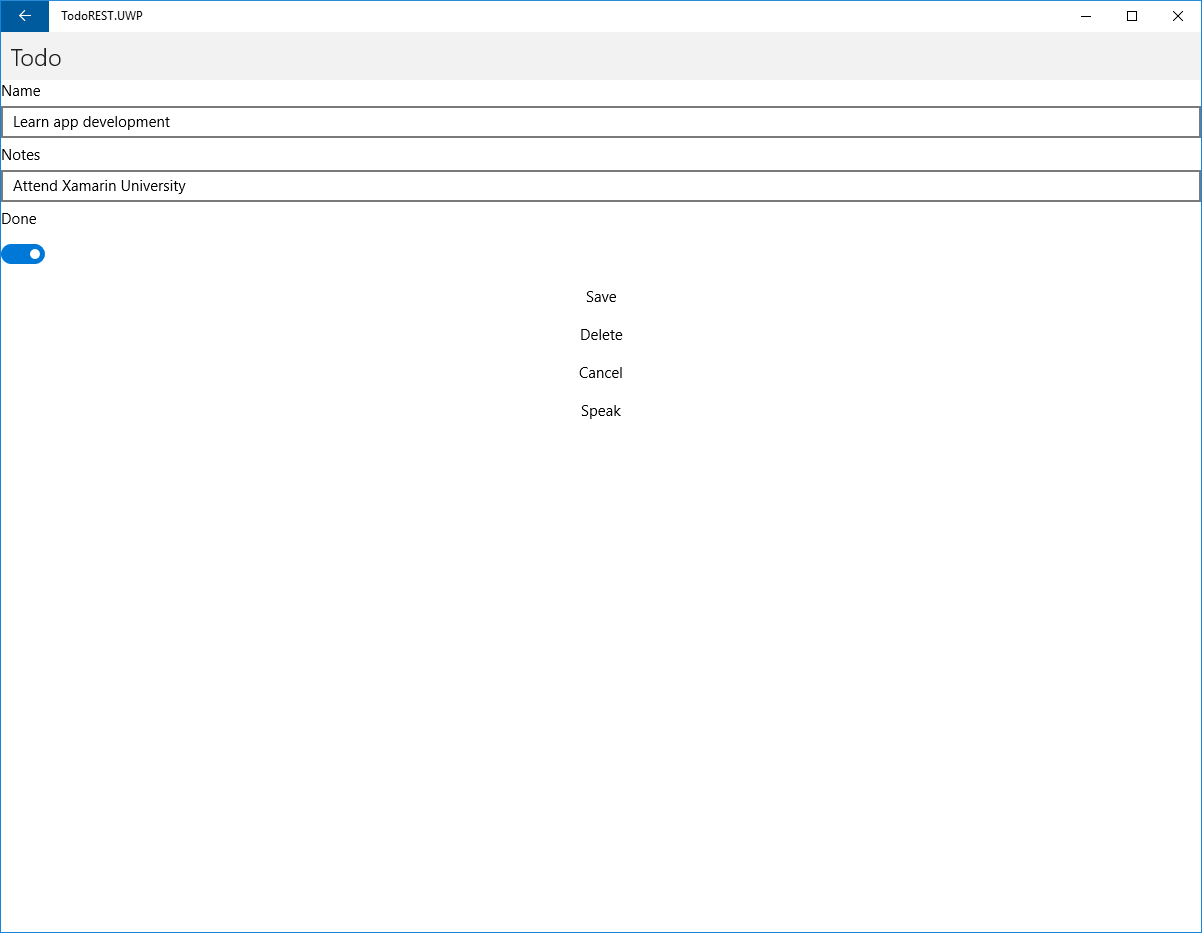 TodoREST.UWP
Todo
Name
Learn app development
Notes
Attend Xamarin University
Done
Save
Delete
Cancel
Speak